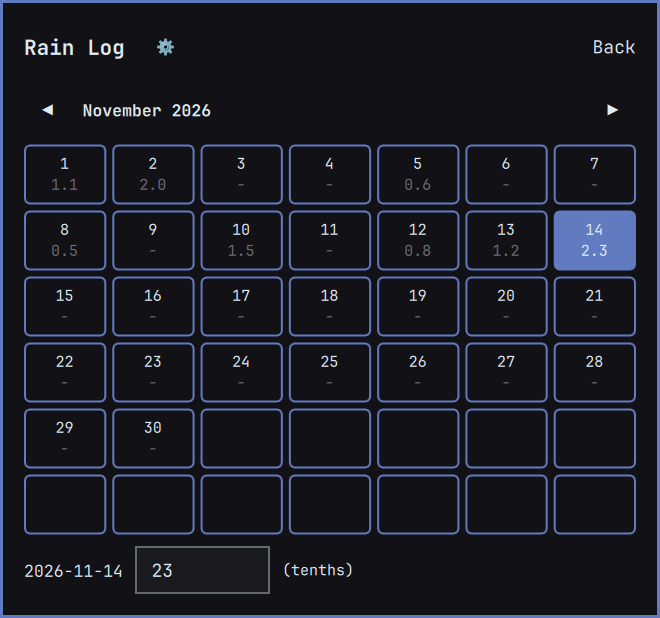 Rain Log ⚙ Back
◀ November 2026 ▶
1 2 3 4 5 6 7
1.1 2.0 - - 0.6 - -
8 9 10 11 12 13 14
0.5 - 1.5 - 0.8 1.2 2.3
15 16 17 18 19 20 21
- - - - - - -
22 23 24 25 26 27 28
- - - - - - -
29 30
- -
2026-11-14 23 (tenths)